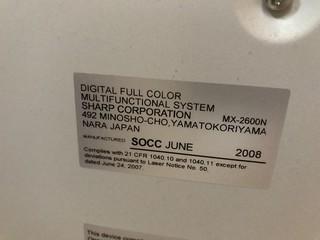 DIGITAL FULL COLOR
MULTIFUNCTIONAL SYSTEM
SHARP CORPORATION MX-2600N
492 MINOSHO-CHO,YAMATOKORIYAMA
NARA JAPAN
MANUFACTURED SOCC JUNE 2008
Complies with 21 CFR 1040.10 and 1040.11 except for
deviations pursuant to Laser Notice No. 50,
dated June 24, 2007.
This device